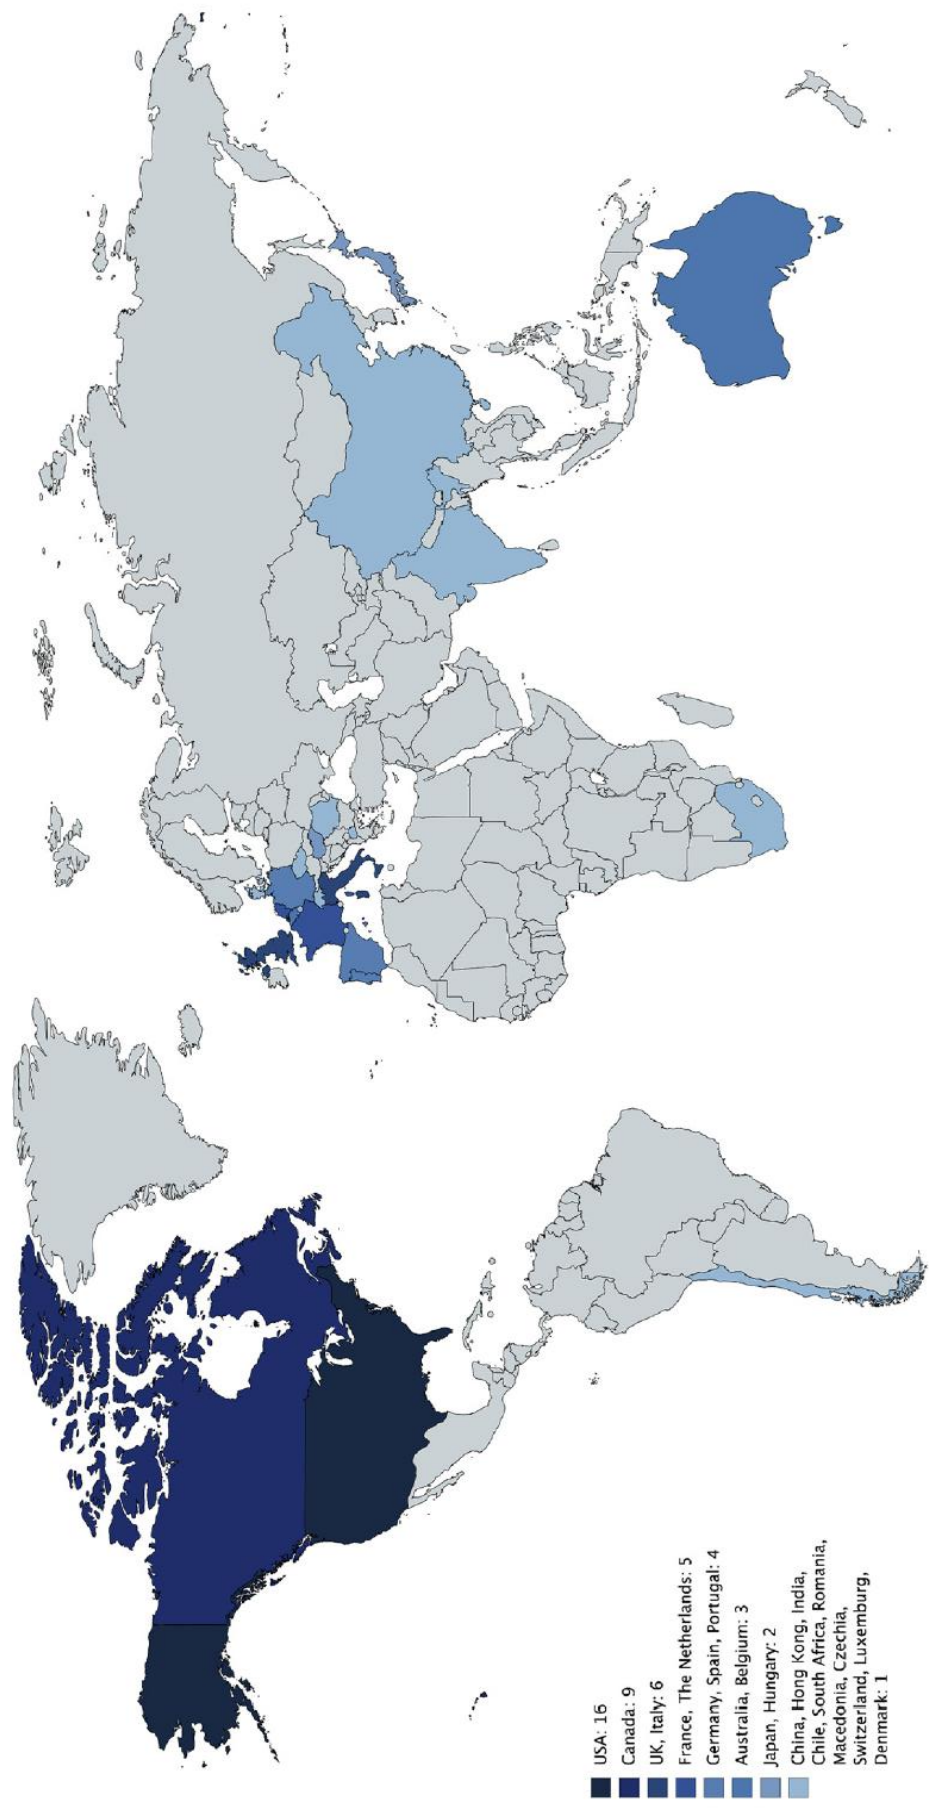 USA: 16
Canada: 9
UK, Italy: 6
France, The Netherlands: 5
Germany, Spain, Portugal: 4
Australia, Belgium: 3
Japan, Hungary: 2
China, Hong Kong, India,
Chile, South Africa, Romania,
Macedonia, Czechia,
Switzerland, Luxemburg,
Denmark: 1